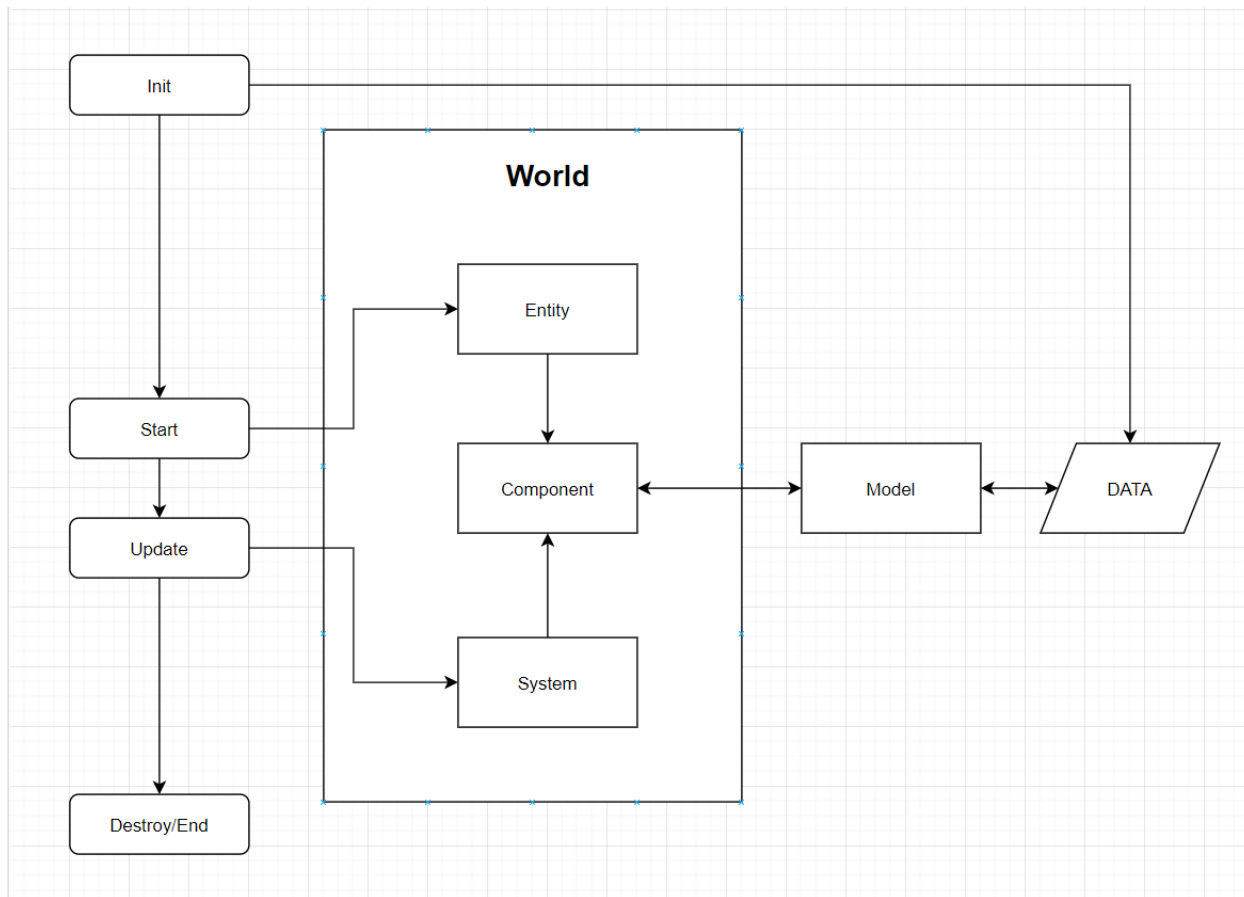 Init
World
Entity
Start
Component
Model
DATA
Update
System
Destroy/End